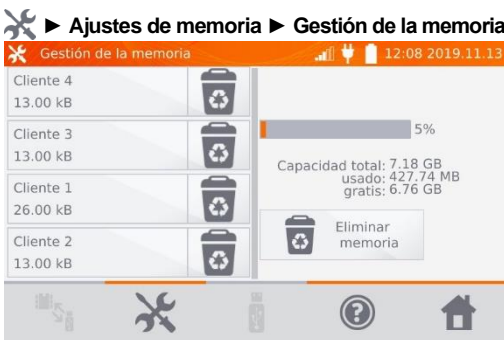 ► Ajustes de memoria ► Gestión de la memoria
Gestión de la memoria
12:08 2019.11.13
Cliente 4
13.00 kB
Cliente 3
13.00 kB
Cliente 1
26.00 kB
Cliente 2
13.00 kB
5%
Capacidad total: 7.18 GB
usado: 427.74 MB
gratis: 6.76 GB
Eliminar
memoria